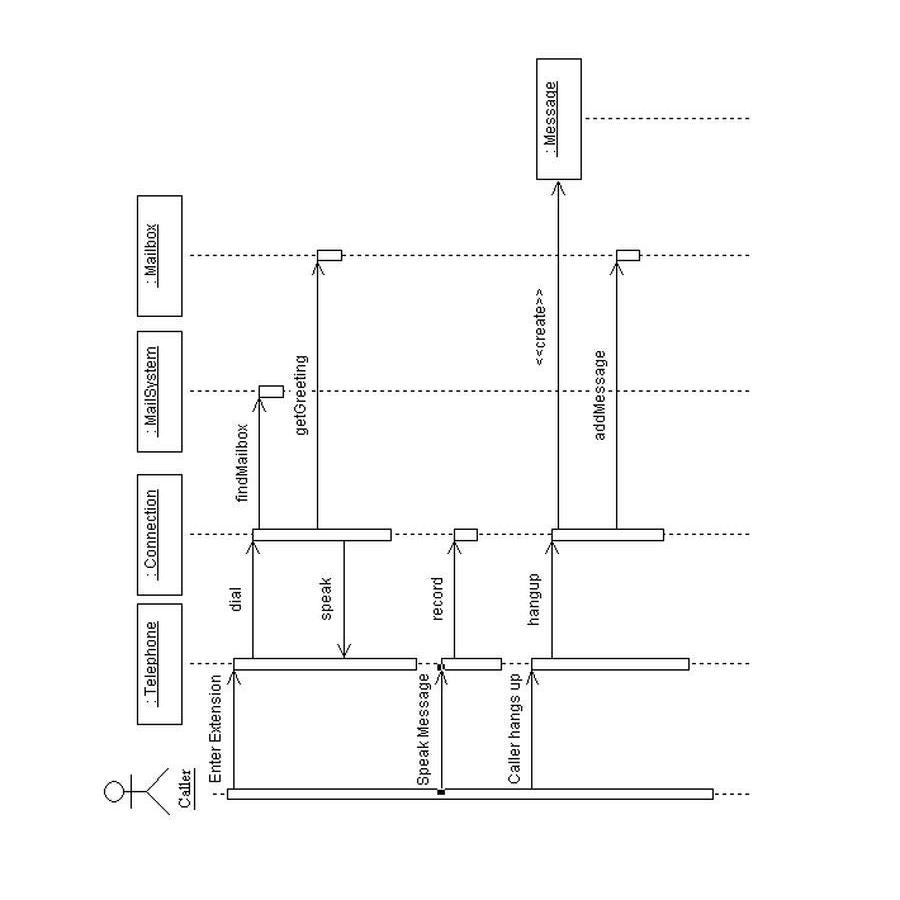 Caller
: Telephone
: Connection
: MailSystem
: Mailbox
: Message
Enter Extension
dial
findMailbox
getGreeting
speak
Speak Message
record
Caller hangs up
hangup
<<create>>
addMessage